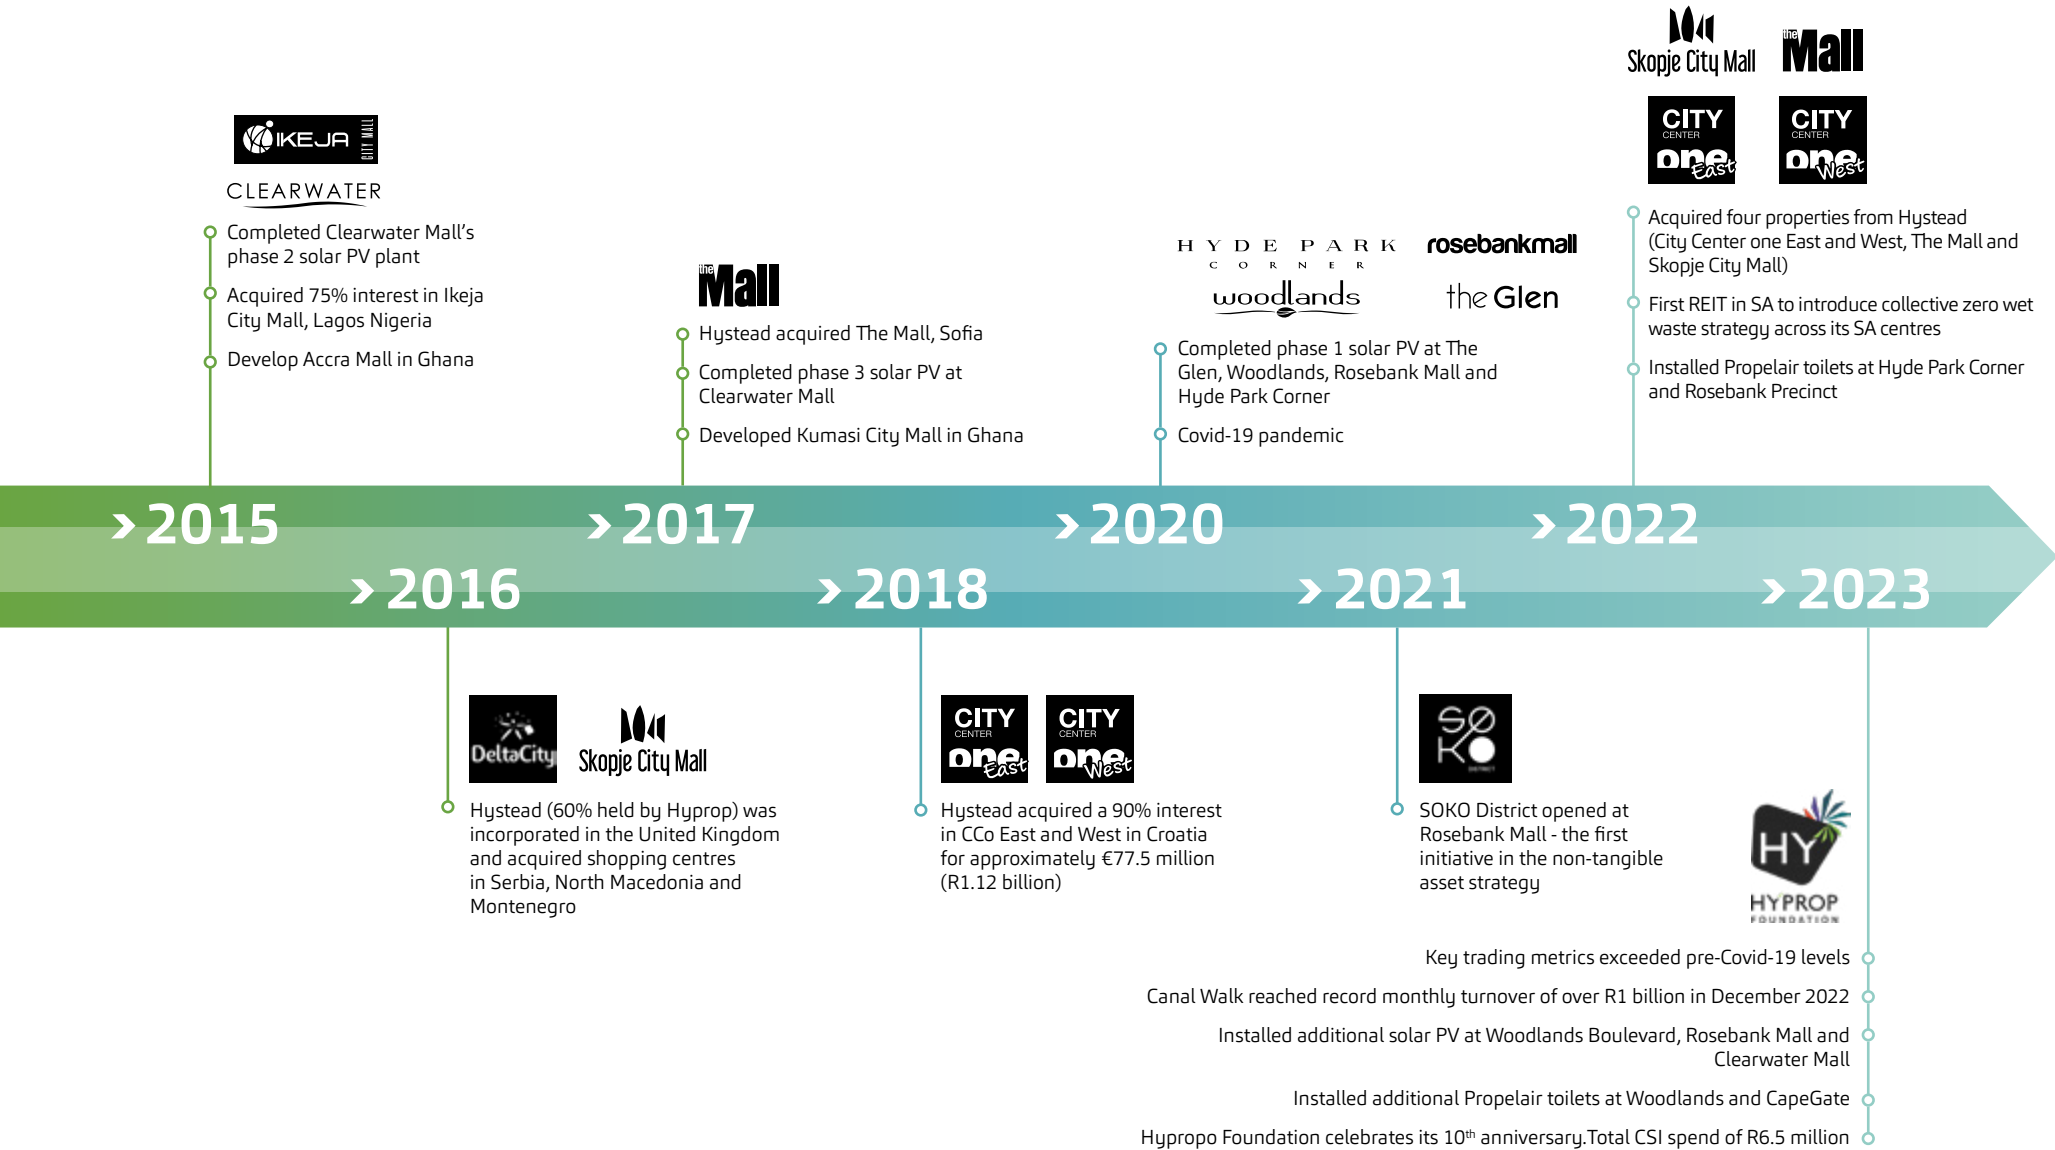 IKEJA
CITY MALL
CLEARWATER
Completed Clearwater Mall's
phase 2 solar PV plant
Acquired 75% interest in Ikeja
City Mall, Lagos Nigeria
Develop Accra Mall in Ghana
the
Mall
Hystead acquired The Mall, Sofia
Completed phase 3 solar PV at
Clearwater Mall
Developed Kumasi City Mall in Ghana
HYDE PARK
CORNER
rosebankmall
woodlands
the Glen
Completed phase 1 solar PV at The
Glen, Woodlands, Rosebank Mall and
Hyde Park Corner
Covid-19 pandemic
Skopje City Mall
the
Mall
CITY
CENTER
one
East
CITY
CENTER
one
West
Acquired four properties from Hystead
(City Center one East and West, The Mall and
Skopje City Mall)
First REIT in SA to introduce collective zero wet
waste strategy across its SA centres
Installed Propelair toilets at Hyde Park Corner
and Rosebank Precinct
2015
2017
2020
2022
2016
2018
2021
2023
DeltaCity
Skopje City Mall
Hystead (60% held by Hyprop) was
incorporated in the United Kingdom
and acquired shopping centres
in Serbia, North Macedonia and
Montenegro
CITY
CENTER
one
East
CITY
CENTER
one
West
Hystead acquired a 90% interest
in CCo East and West in Croatia
for approximately €77.5 million
(R1.12 billion)
SØ
KO
DISTRICT
SOKO District opened at
Rosebank Mall - the first
initiative in the non-tangible
asset strategy
HY
HYPROP
FOUNDATION
Key trading metrics exceeded pre-Covid-19 levels
Canal Walk reached record monthly turnover of over R1 billion in December 2022
Installed additional solar PV at Woodlands Boulevard, Rosebank Mall and
Clearwater Mall
Installed additional Propelair toilets at Woodlands and CapeGate
Hypropo Foundation celebrates its 10th anniversary.Total CSI spend of R6.5 million